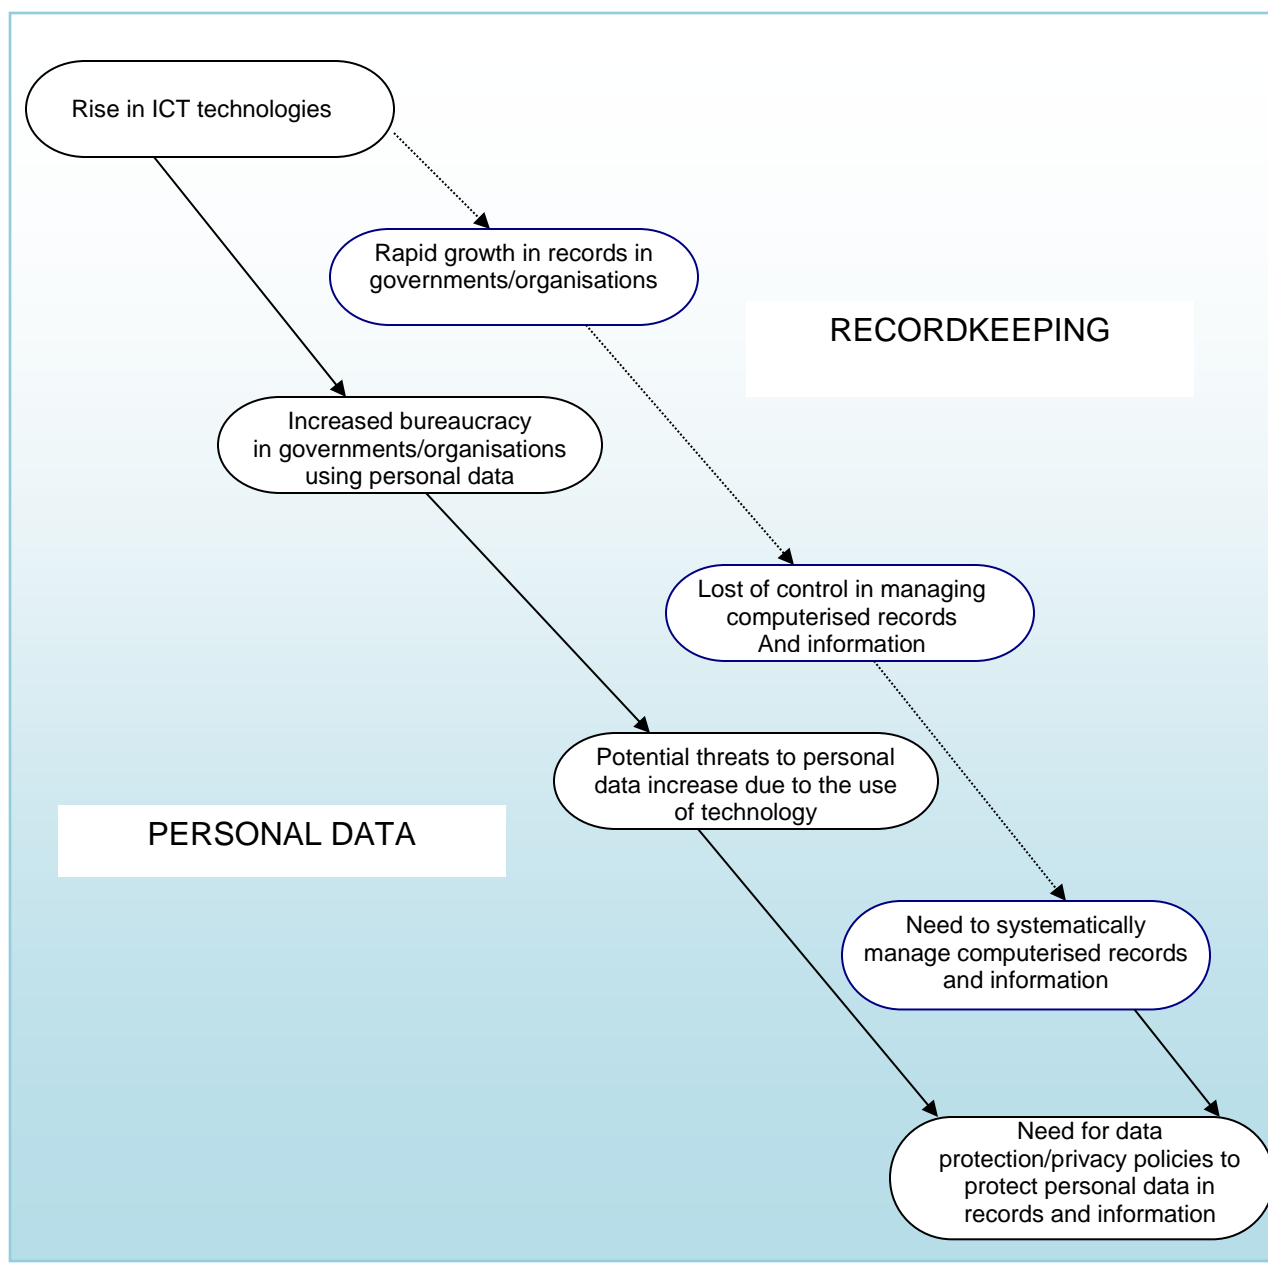 Rise in ICT technologies
Rapid growth in records in
governments/organisations
RECORDKEEPING
Increased bureaucracy
in governments/organisations
using personal data
Lost of control in managing
computerised records
And information
Potential threats to personal
data increase due to the use
of technology
PERSONAL DATA
Need to systematically
manage computerised records
and information
Need for data
protection/privacy policies to
protect personal data in
records and information